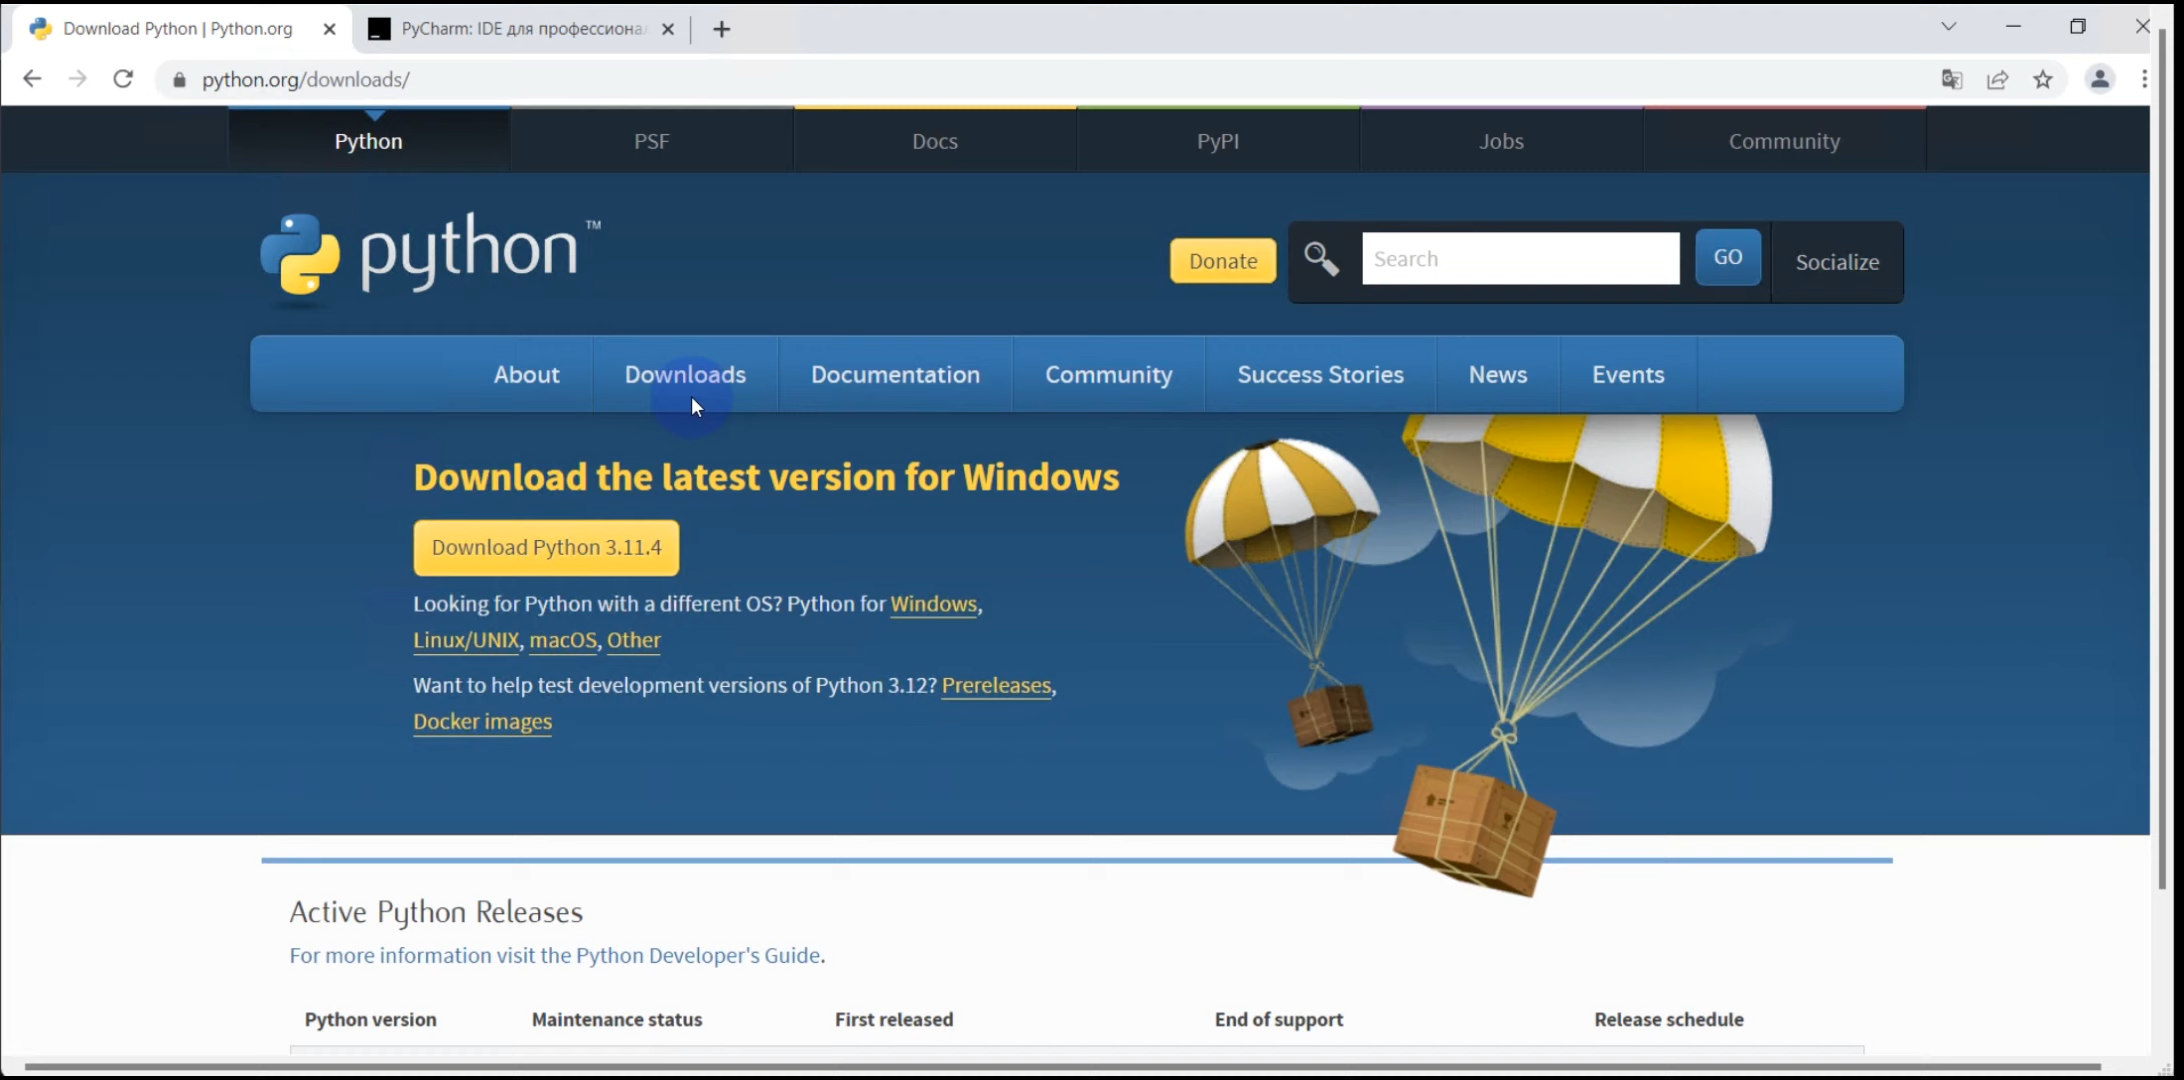 Download Python | Python.org
PyCharm: IDE для профессионал
python.org/downloads/
Python
PSF
Docs
PyPI
Jobs
Community
python™
Donate
Search
GO
Socialize
About
Downloads
Documentation
Community
Success Stories
News
Events
Download the latest version for Windows
Download Python 3.11.4
Looking for Python with a different OS? Python for Windows,
Linux/UNIX, macOS, Other
Want to help test development versions of Python 3.12? Prereleases,
Docker images
Active Python Releases
For more information visit the Python Developer's Guide.
Python version
Maintenance status
First released
End of support
Release schedule